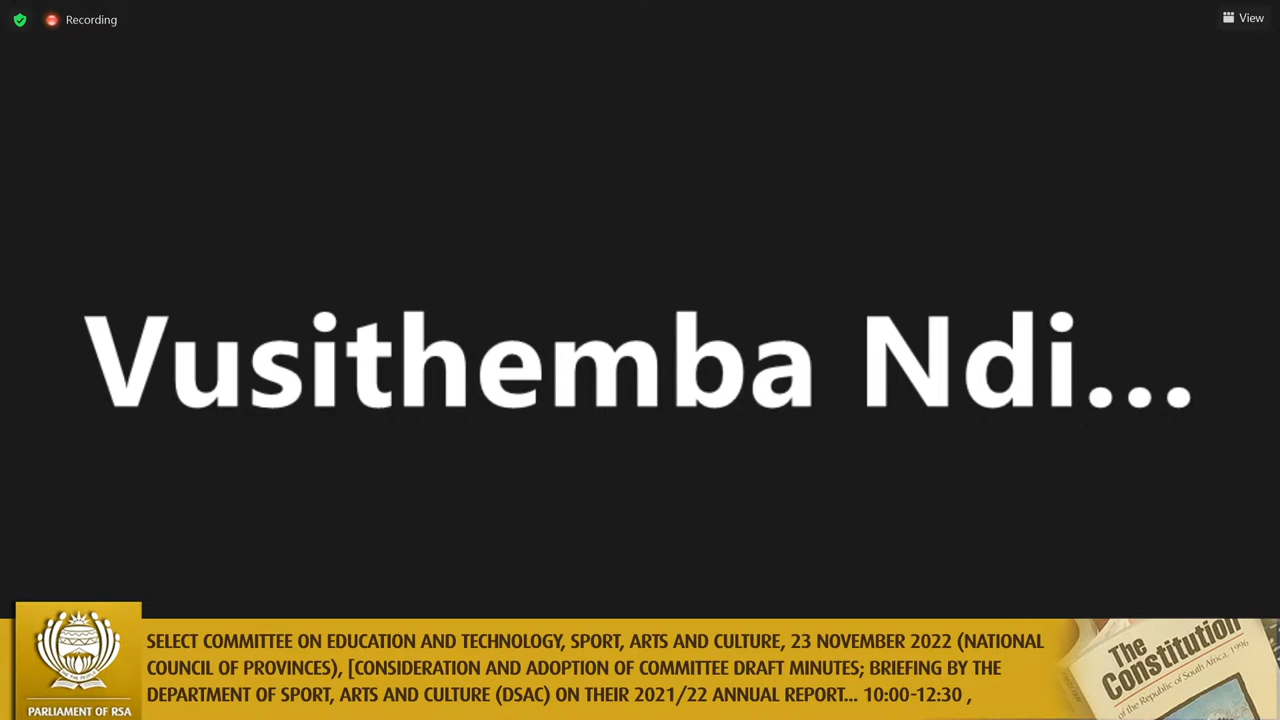 Recording
View
Vusithemba Ndi...
SELECT COMMITTEE ON EDUCATION AND TECHNOLOGY, SPORT, ARTS AND CULTURE, 23 NOVEMBER 2022 (NATIONAL
COUNCIL OF PROVINCES), [CONSIDERATION AND ADOPTION OF COMMITTEE DRAFT MINUTES; BRIEFING BY THE
DEPARTMENT OF SPORT, ARTS AND CULTURE (DSAC) ON THEIR 2021/22 ANNUAL REPORT... 10:00-12:30 ,
PARLIAMENT OF RSA
The
Constitution
of the Republic of South Africa, 1996